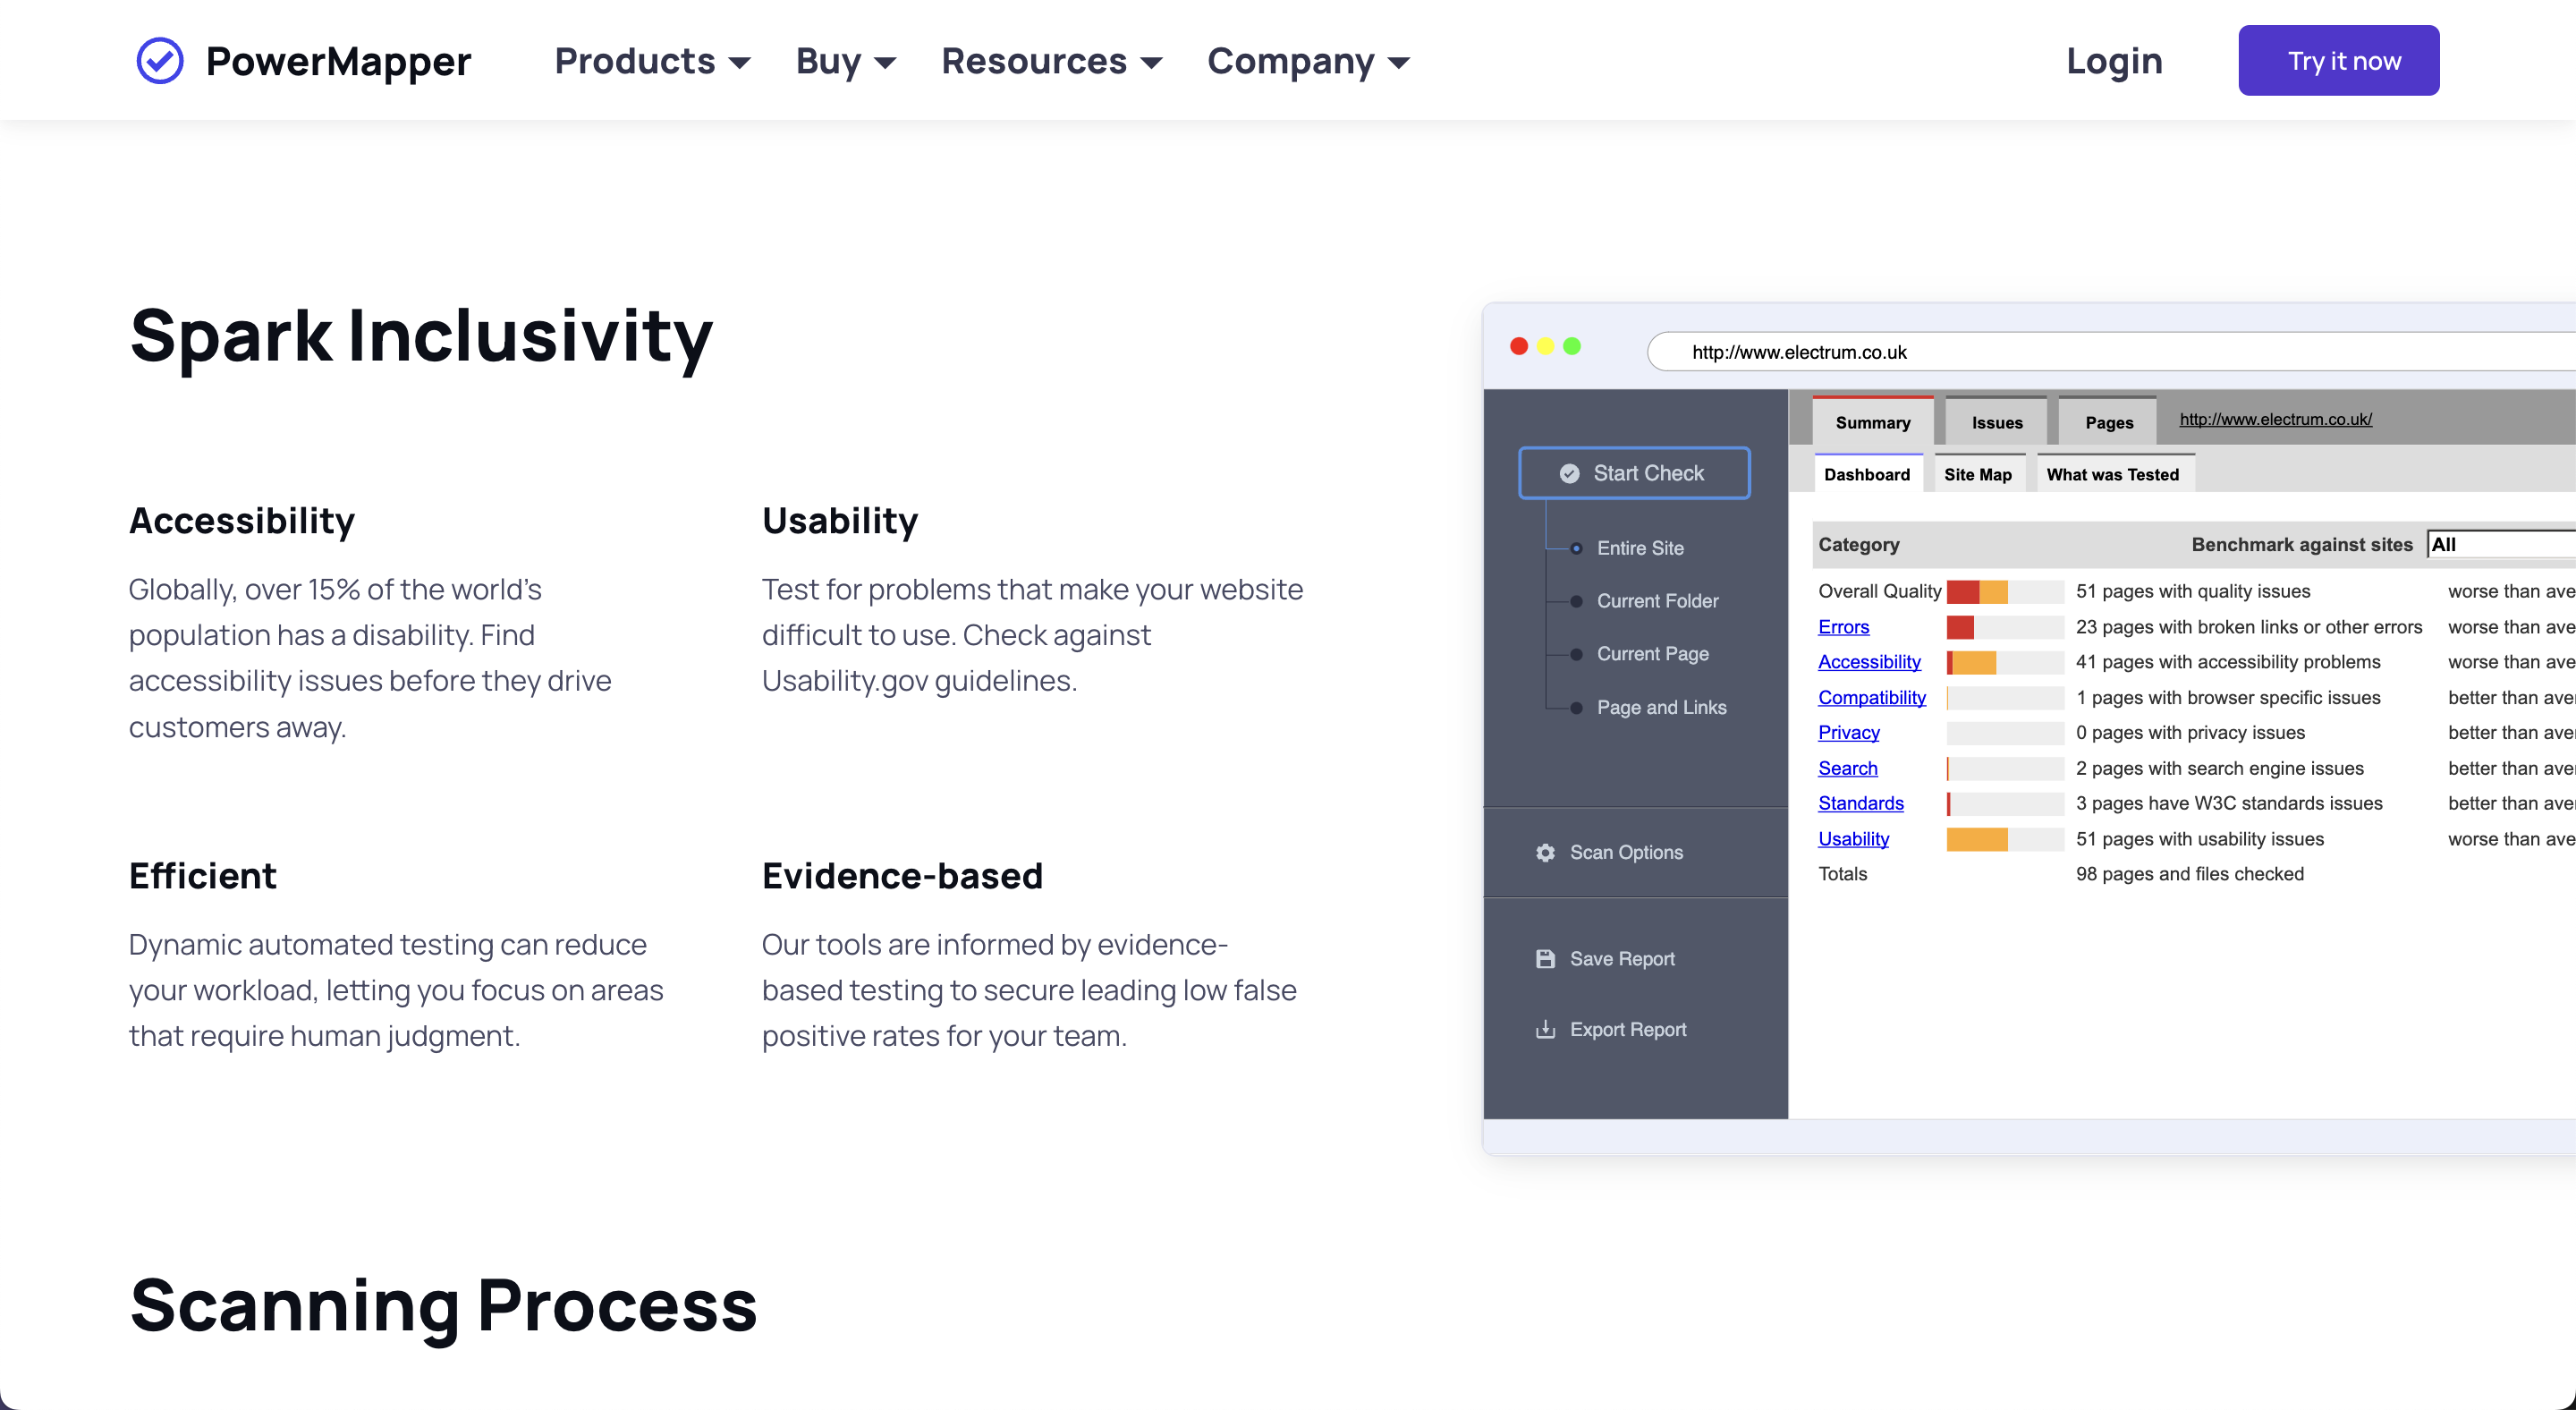 PowerMapper
Products
Buy
Resources
Company
Login
Try it now
Spark Inclusivity
Accessibility
Globally, over 15% of the world's
population has a disability. Find
accessibility issues before they drive
customers away.
Usability
Test for problems that make your website
difficult to use. Check against
Usability.gov guidelines.
Efficient
Dynamic automated testing can reduce
your workload, letting you focus on areas
that require human judgment.
Evidence-based
Our tools are informed by evidence-
based testing to secure leading low false
positive rates for your team.
http://www.electrum.co.uk
Start Check
Entire Site
Current Folder
Current Page
Page and Links
Scan Options
Save Report
Export Report
Summary
Issues
Pages
http://www.electrum.co.uk/
Dashboard
Site Map
What was Tested
Category Benchmark against sites All
Overall Quality 51 pages with quality issues worse than ave
Errors 23 pages with broken links or other errors worse than ave
Accessibility 41 pages with accessibility problems worse than ave
Compatibility 1 pages with browser specific issues better than ave
Privacy 0 pages with privacy issues better than ave
Search 2 pages with search engine issues better than ave
Standards 3 pages have W3C standards issues better than ave
Usability 51 pages with usability issues worse than ave
Totals 98 pages and files checked
Scanning Process